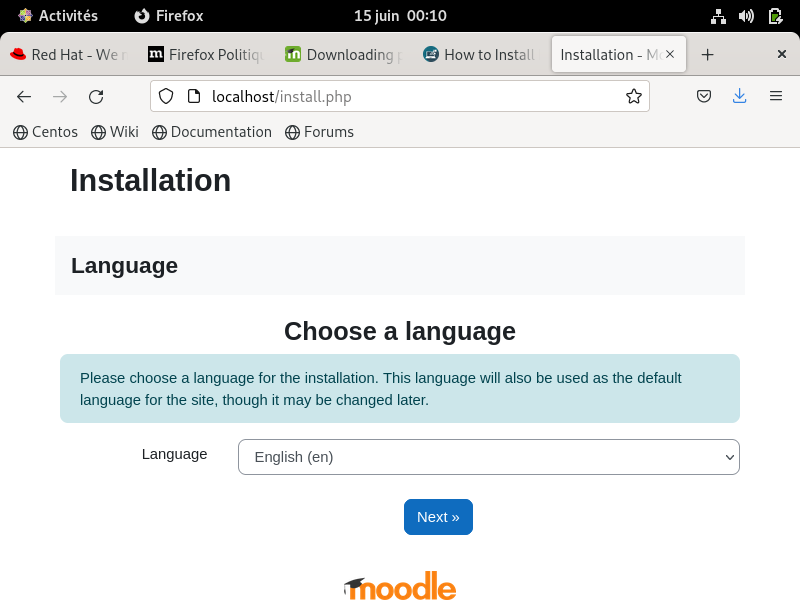 Activités Firefox 15 juin 00:10
Red Hat - We m Firefox Politiqu Downloading p How to Install Installation - Mo
localhost/install.php
Centos Wiki Documentation Forums
Installation
Language
Choose a language
Please choose a language for the installation. This language will also be used as the default
language for the site, though it may be changed later.
Language English (en)
Next »
moodle